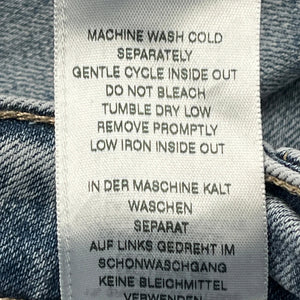 MACHINE WASH COLD
SEPARATELY
GENTLE CYCLE INSIDE OUT
DO NOT BLEACH
TUMBLE DRY LOW
REMOVE PROMPTLY
LOW IRON INSIDE OUT
IN DER MASCHINE KALT
WASCHEN
SEPARAT
AUF LINKS GEDREHT IM
SCHONWASCHGANG
KEINE BLEICHMITTEL
VERWENDEN